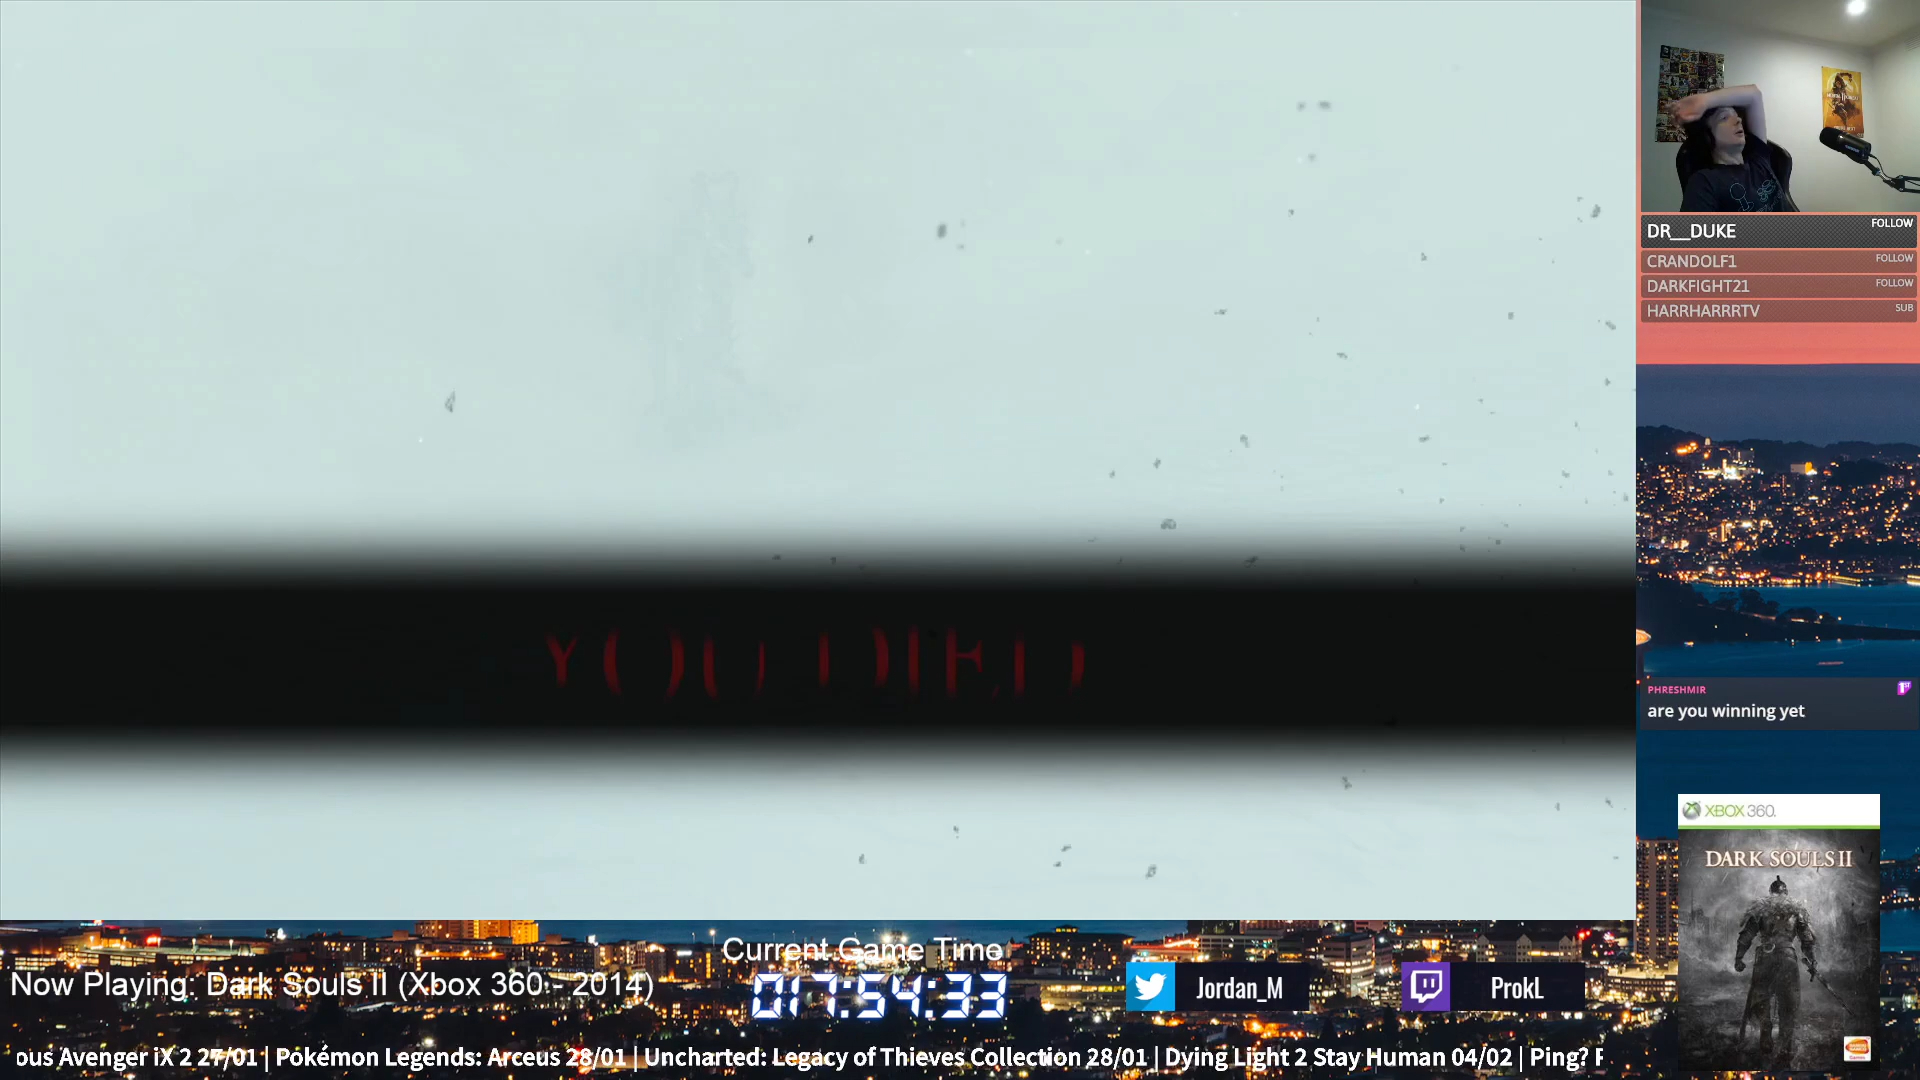 YOU DIED
DR__DUKE FOLLOW
CRANDOLF1 FOLLOW
DARKFIGHT21 FOLLOW
HARRHARRRTV SUB
PHRESHMIR
are you winning yet
XBOX 360.
DARK SOULS II
Current Game Time
Now Playing: Dark Souls II (Xbox 360 - 2014)
017:54:33
Jordan_M
ProkL
ous Avenger iX 2 27/01 | Pokémon Legends: Arceus 28/01 | Uncharted: Legacy of Thieves Collection 28/01 | Dying Light 2 Stay Human 04/02 | Ping?